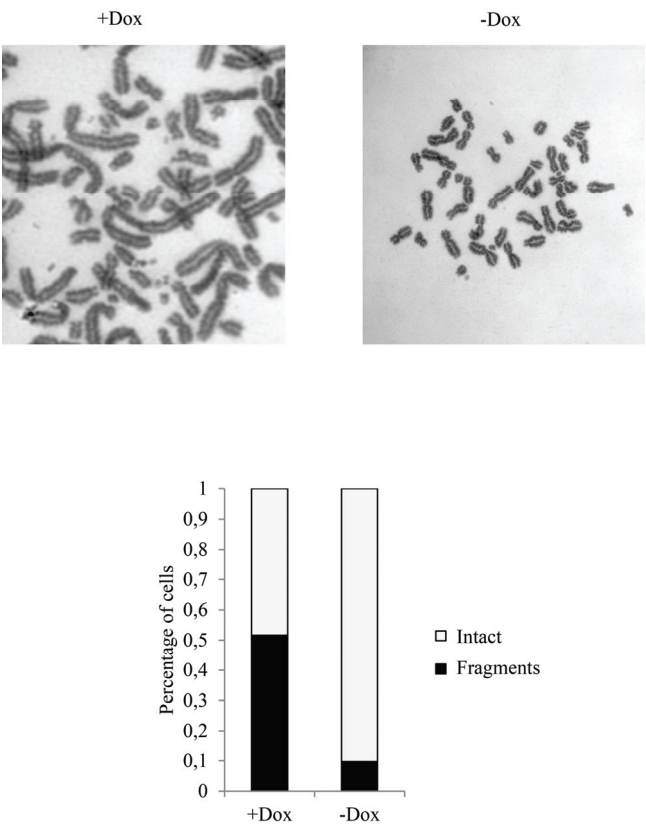 +Dox
-Dox
Percentage of cells
1
0,9
0,8
0,7
0,6
0,5
0,4
0,3
0,2
0,1
0
+Dox
-Dox
Intact
Fragments